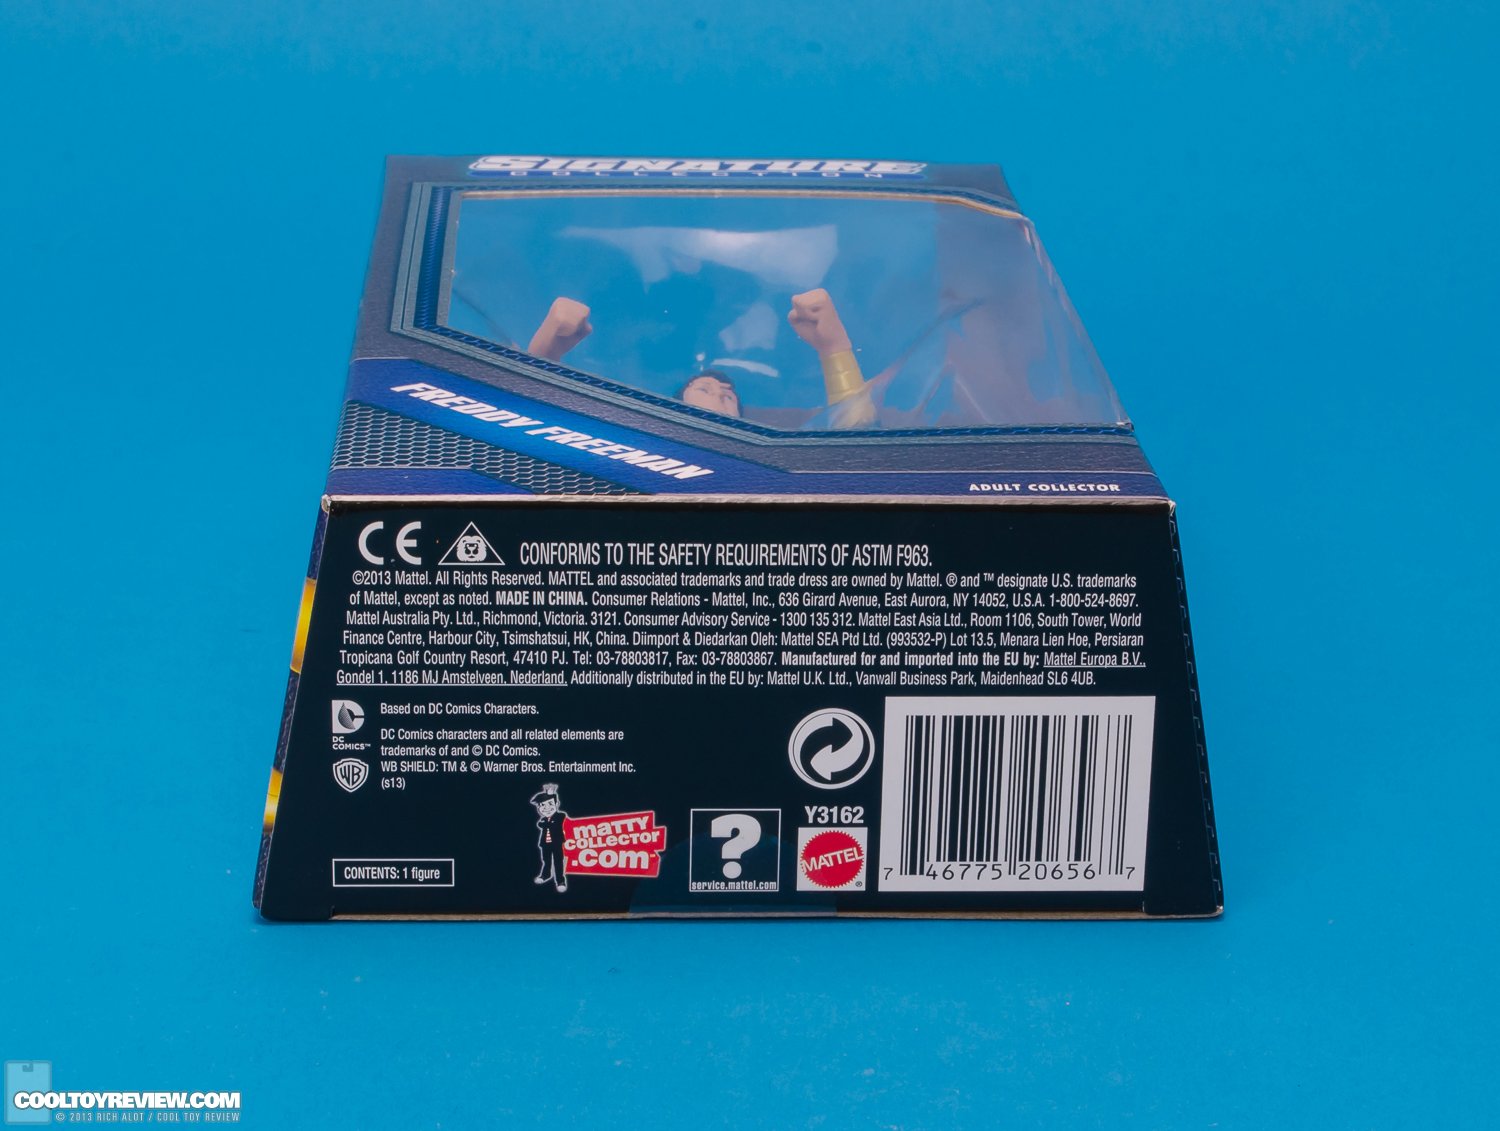 SIGNATURE
COLLECTION
FREDDY FREEMAN
ADULT COLLECTOR
CE CONFORMS TO THE SAFETY REQUIREMENTS OF ASTM F963.
©2013 Mattel. All Rights Reserved. MATTEL and associated trademarks and trade dress are owned by Mattel. ® and ™ designate U.S. trademarks
of Mattel, except as noted. MADE IN CHINA. Consumer Relations - Mattel, Inc., 636 Girard Avenue, East Aurora, NY 14052, U.S.A. 1-800-524-8697.
Mattel Australia Pty. Ltd., Richmond, Victoria. 3121. Consumer Advisory Service - 1300 135 312. Mattel East Asia Ltd., Room 1106, South Tower, World
Finance Centre, Harbour City, Tsimshatsui, HK, China. Diimport & Diedarkan Oleh: Mattel SEA Ptd Ltd. (993532-P) Lot 13.5, Menara Lien Hoe, Persiaran
Tropicana Golf Country Resort, 47410 PJ. Tel: 03-78803817, Fax: 03-78803867. Manufactured for and imported into the EU by: Mattel Europa B.V.,
Gondel 1, 1186 MJ Amstelveen, Nederland. Additionally distributed in the EU by: Mattel U.K. Ltd., Vanwall Business Park, Maidenhead SL6 4UB.
DC
COMICS™
Based on DC Comics Characters.
DC Comics characters and all related elements are
trademarks of and © DC Comics.
WB SHIELD: TM & © Warner Bros. Entertainment Inc.
(s13)
WB
CONTENTS: 1 figure
MATTY
COLLECTOR
.com™
?
service.mattel.com
Y3162
MATTEL
®
7 46775 20656 7
COOLTOYREVIEW.COM
© 2013 RICH ALOT / COOL TOY REVIEW